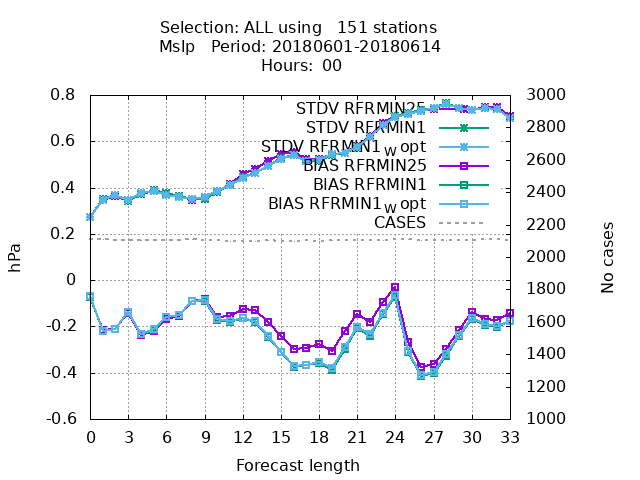 Selection: ALL using   151 stations
Mslp   Period: 20180601-20180614
Hours: 00
0.8
0.6
0.4
0.2
0
-0.2
-0.4
-0.6
hPa
3000
2800
2600
2400
2200
2000
1800
1600
1400
1200
1000
No cases
STDV RFRMIN25
STDV RFRMIN1
STDV RFRMIN1_w opt
BIAS RFRMIN25
BIAS RFRMIN1
BIAS RFRMIN1_w opt
CASES
0 3 6 9 12 15 18 21 24 27 30 33
Forecast length